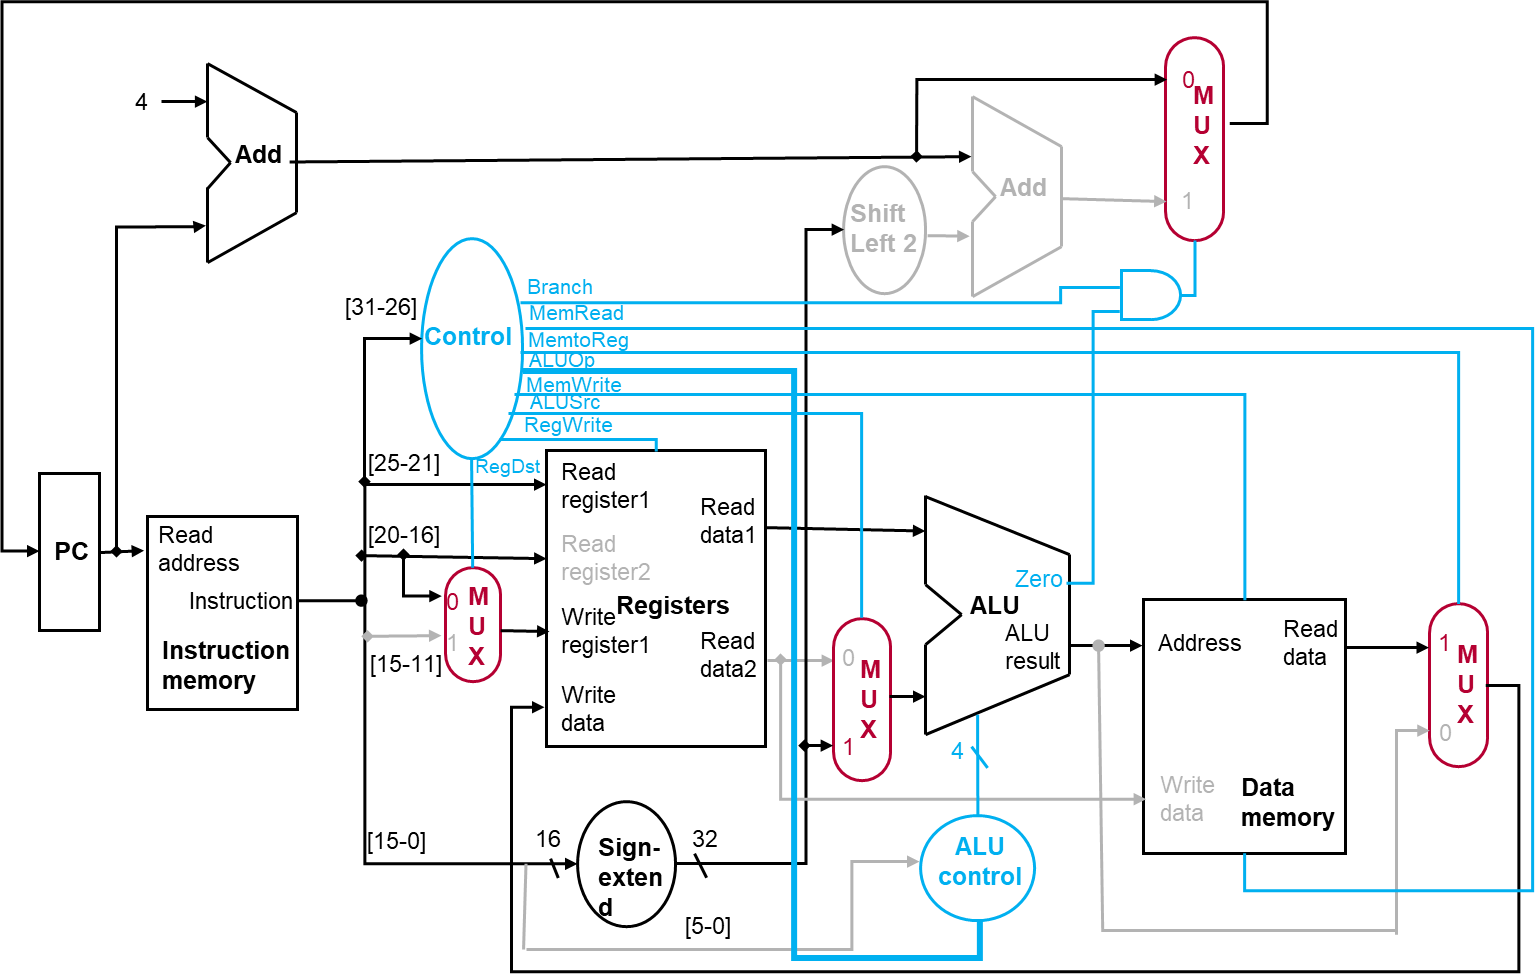 0
M
U
X
1
4
Add
Add
Shift
Left 2
Branch
MemRead
MemtoReg
ALUOp
MemWrite
ALUSrc
RegWrite
RegDst
[31-26]
Control
[25-21]
[20-16]
[15-11]
[15-0]
PC
Read
address
Instruction
Instruction
memory
0
1
M
U
X
Read
register1
Read
register2
Write
register1
Write
data
Registers
Read
data1
Read
data2
0
1
M
U
X
Zero
ALU
ALU
result
4
Address
Read
data
Write
data
Data
memory
1
0
M
U
X
16
Sign-
exten
d
32
[5-0]
ALU
control